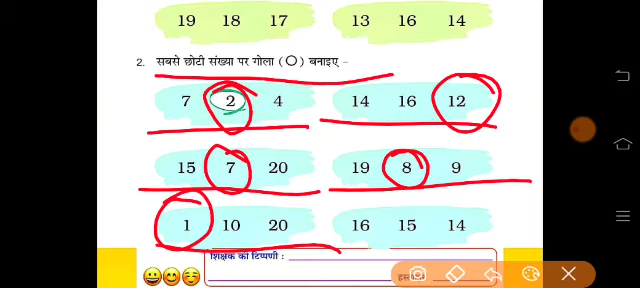 19 18 17 13 16 14
2. सबसे छोटी संख्या पर गोला (○) बनाइए -
7 2 4 14 16 12
15 7 20 19 8 9
1 10 20 16 15 14
शिक्षक की टिप्पणी :